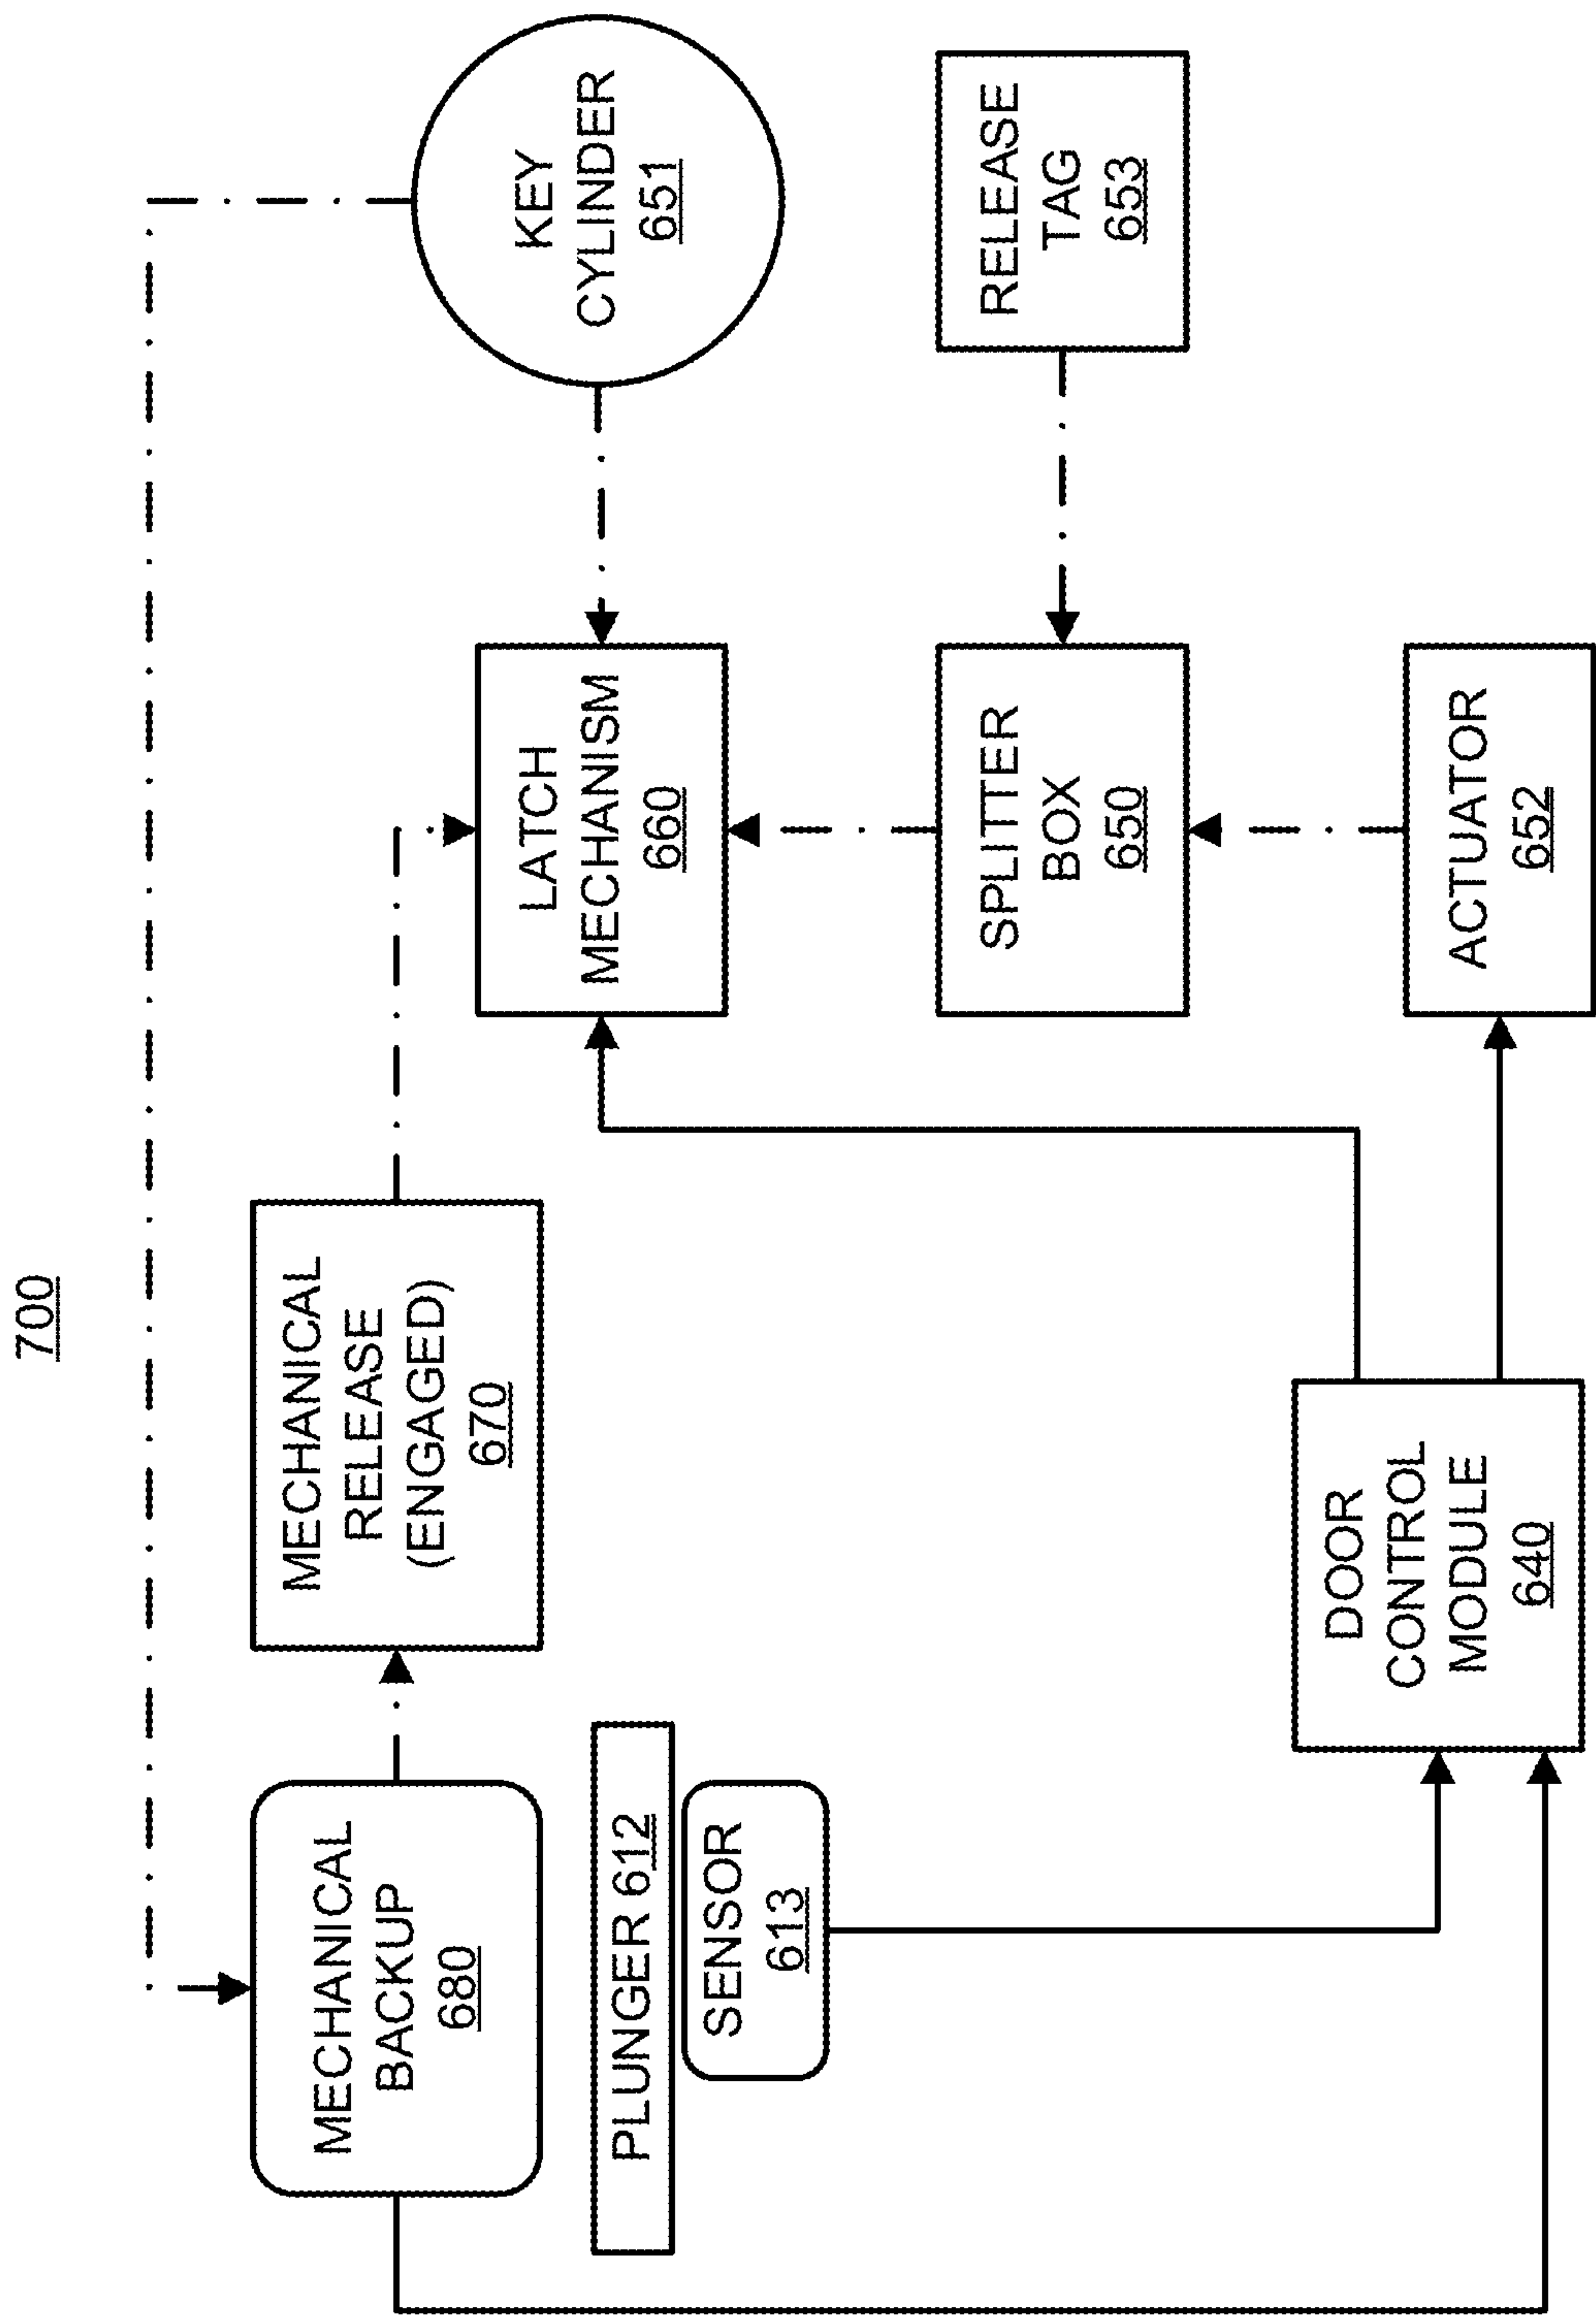 700
MECHANICAL
BACKUP
680
MECHANICAL
RELEASE
(ENGAGED)
670
KEY
CYLINDER
651
LATCH
MECHANISM
660
PLUNGER 612
SENSOR
613
SPLITTER
BOX
650
RELEASE
TAG
653
DOOR
CONTROL
MODULE
640
ACTUATOR
652